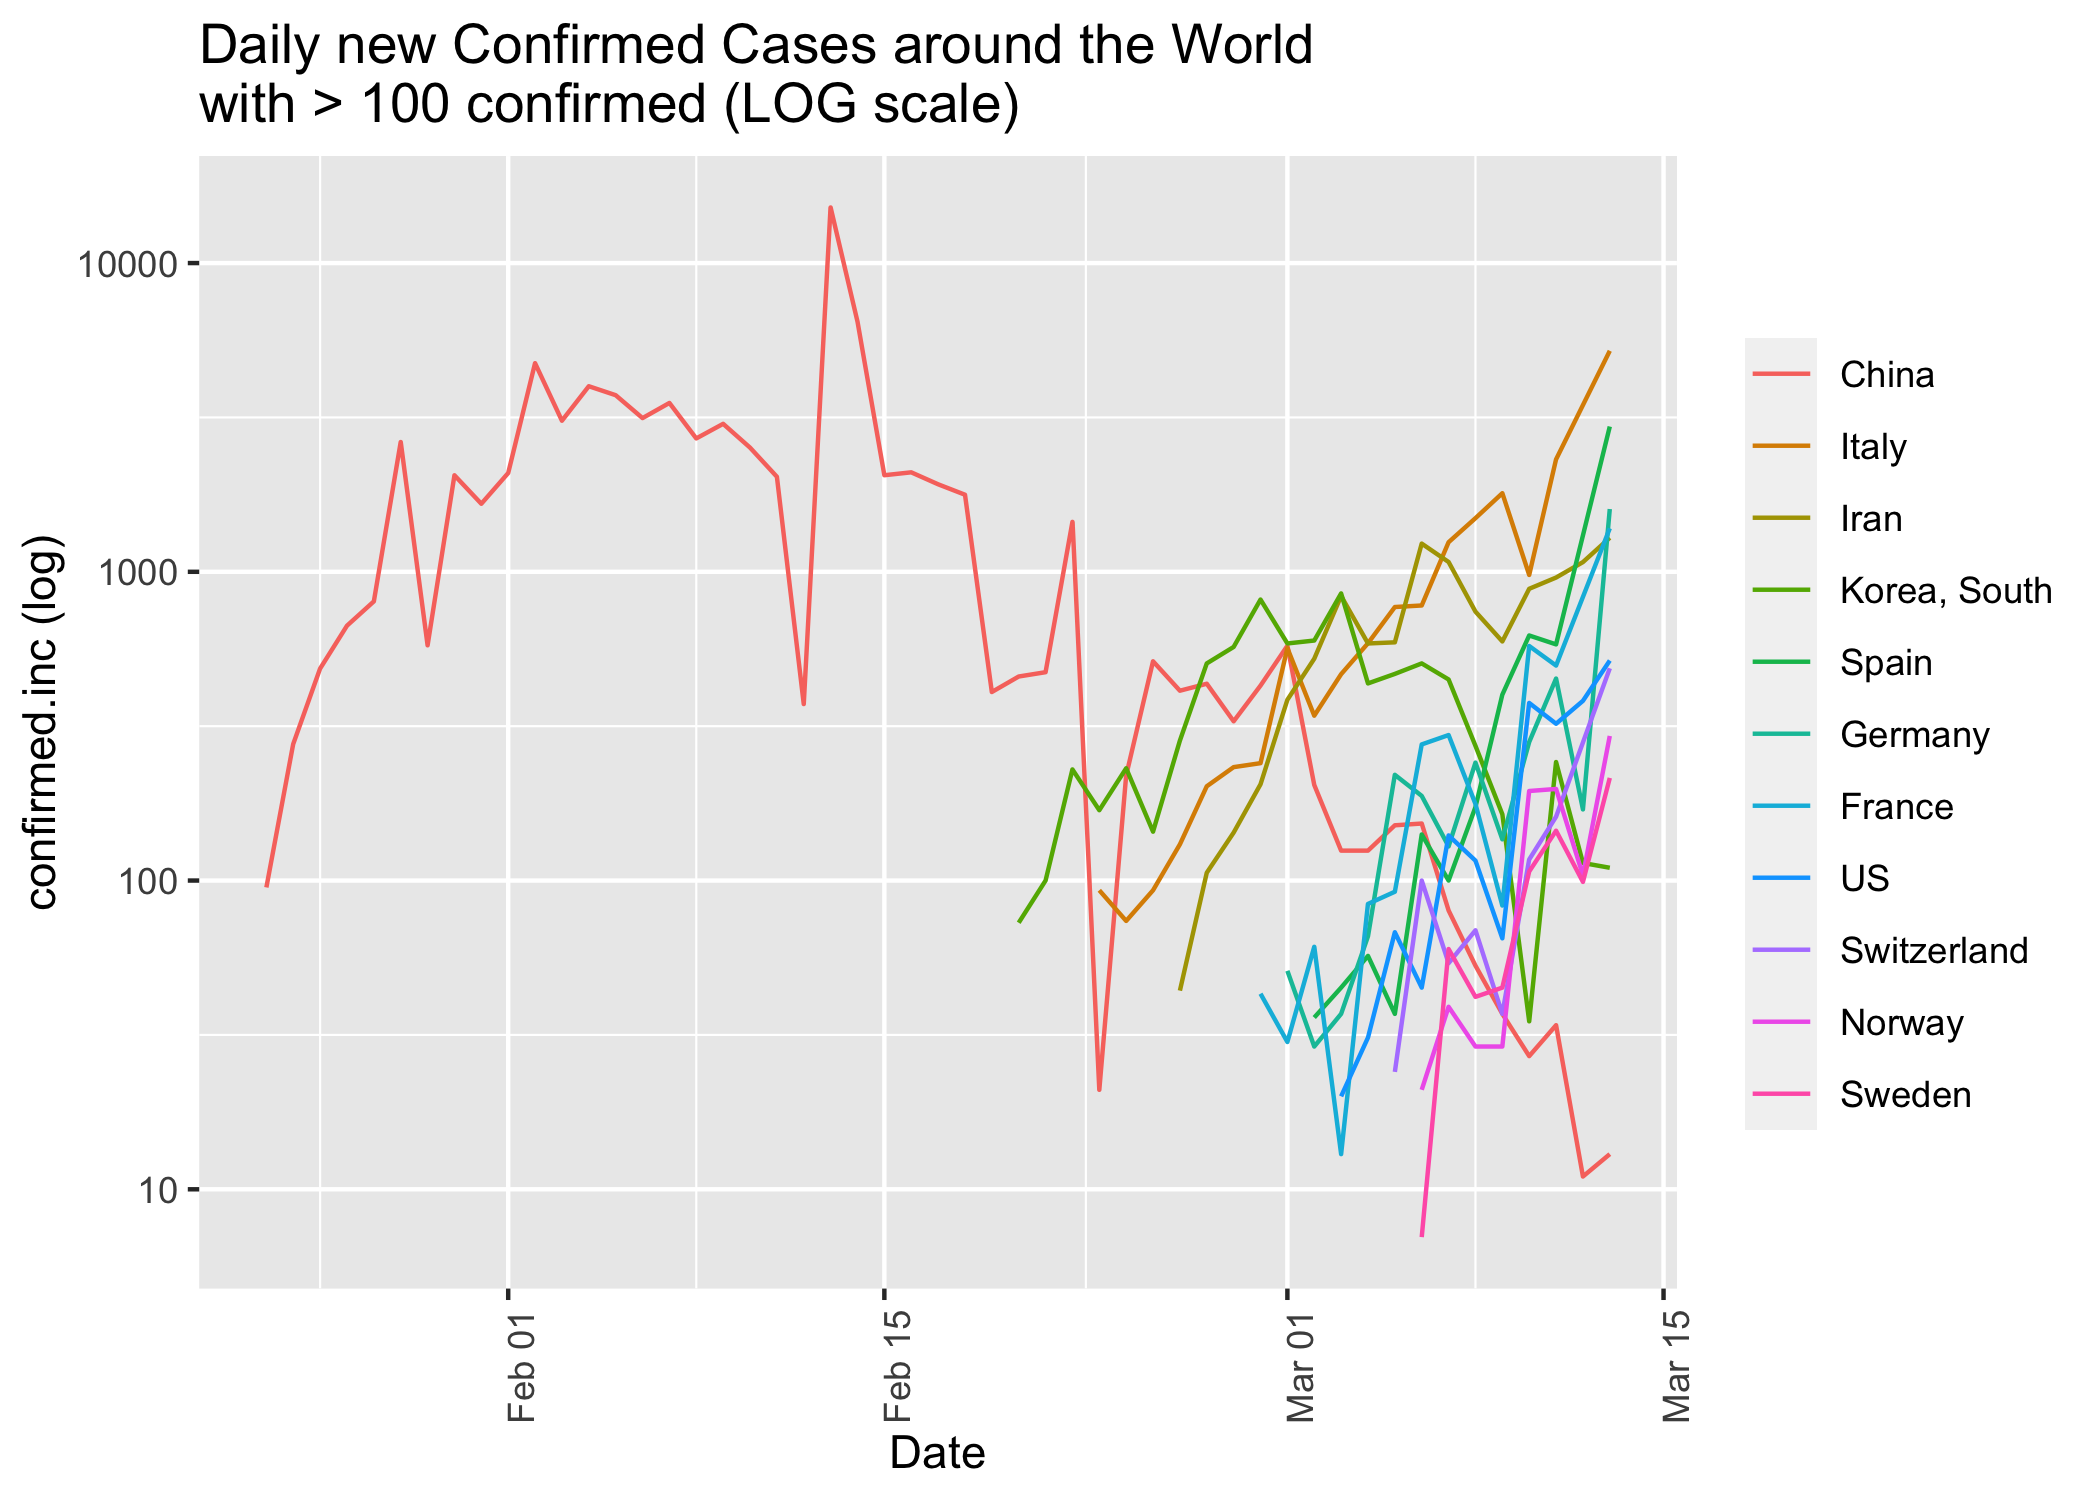 Daily new Confirmed Cases around the World
with > 100 confirmed (LOG scale)
confirmed.inc (log)
10000
1000
100
10
Feb 01
Feb 15
Mar 01
Mar 15
Date
China
Italy
Iran
Korea, South
Spain
Germany
France
US
Switzerland
Norway
Sweden